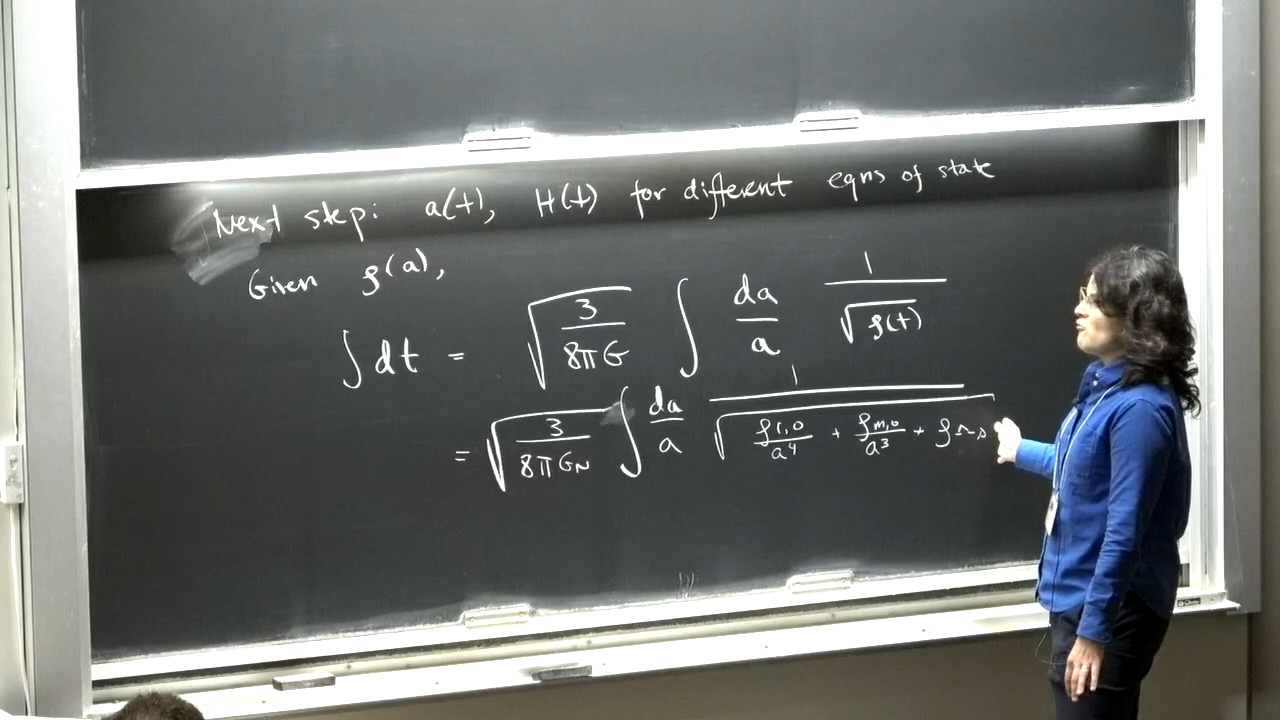 Next step: a(t), H(t) for different eqns of state
Given ρ(a),
∫ dt = √(3/8πG) ∫ da/a 1/√ρ(t)
= √(3/8πG_N) ∫ da/a 1/√(ρ_r,0/a⁴ + ρ_m,0/a³ + ρ_Λ,0)